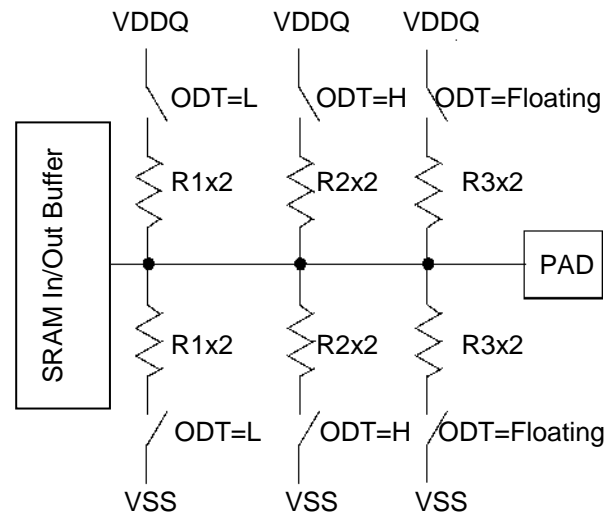 VDDQ VDDQ VDDQ
ODT=L ODT=H ODT=Floating
R1x2 R2x2 R3x2
SRAM In/Out Buffer
PAD
R1x2 R2x2 R3x2
ODT=L ODT=H ODT=Floating
VSS VSS VSS